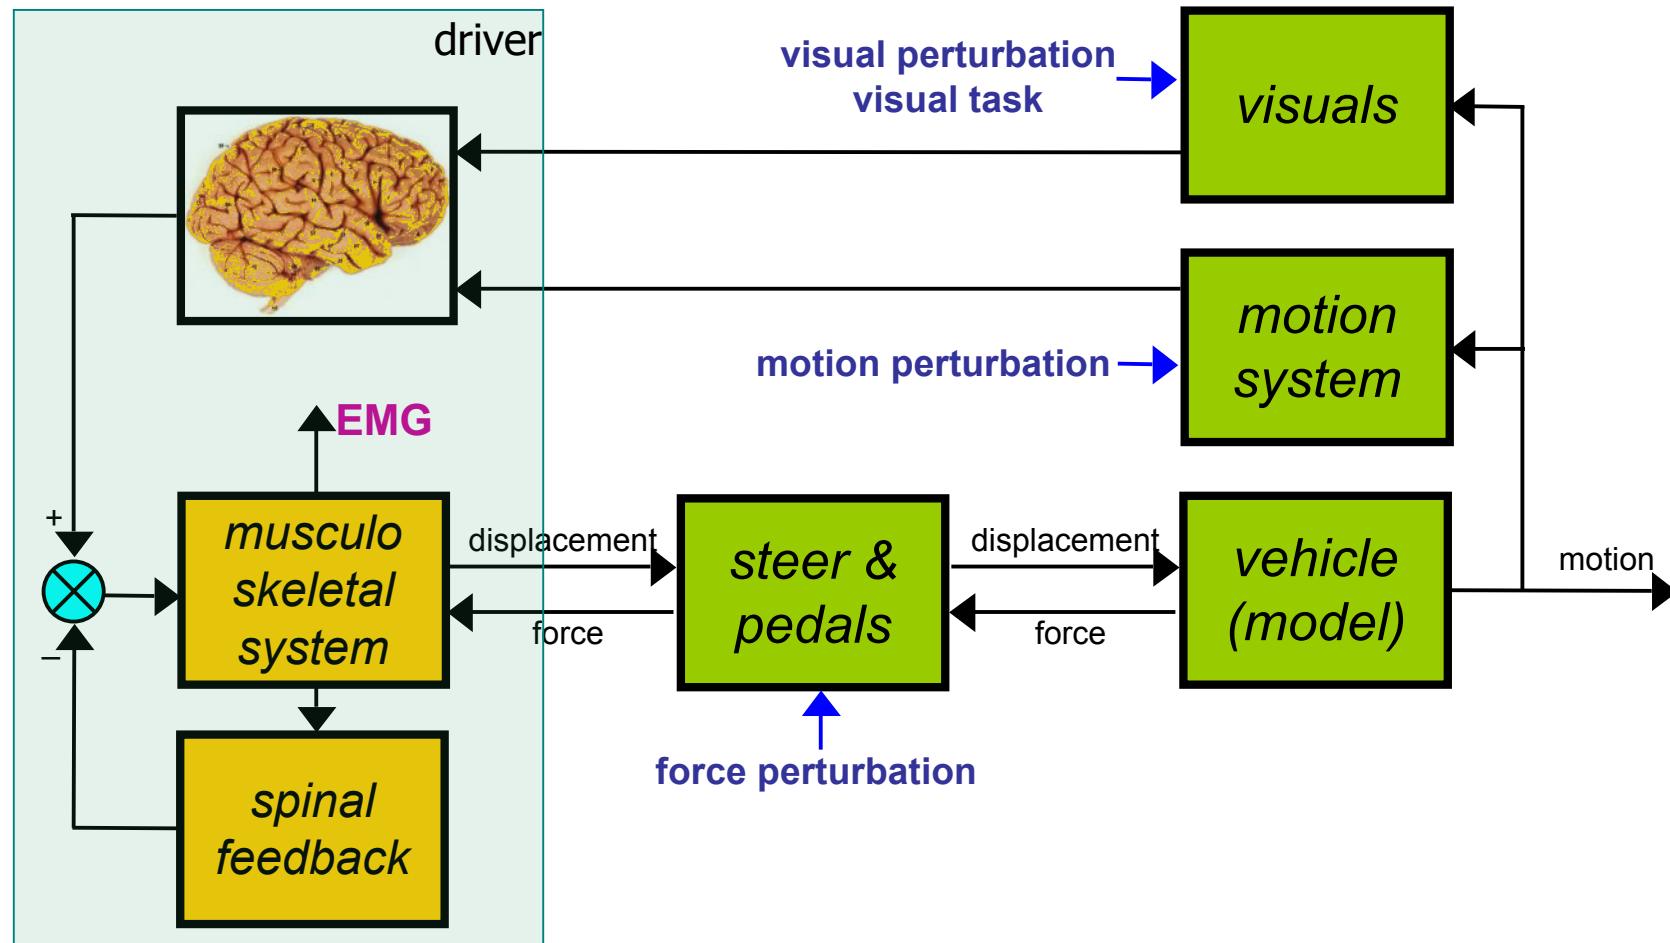 driver
visual perturbation
visual task
visuals
motion
system
motion perturbation
EMG
+
musculo
skeletal
system
displacement
force
steer &
pedals
displacement
force
vehicle
(model)
motion
−
force perturbation
spinal
feedback